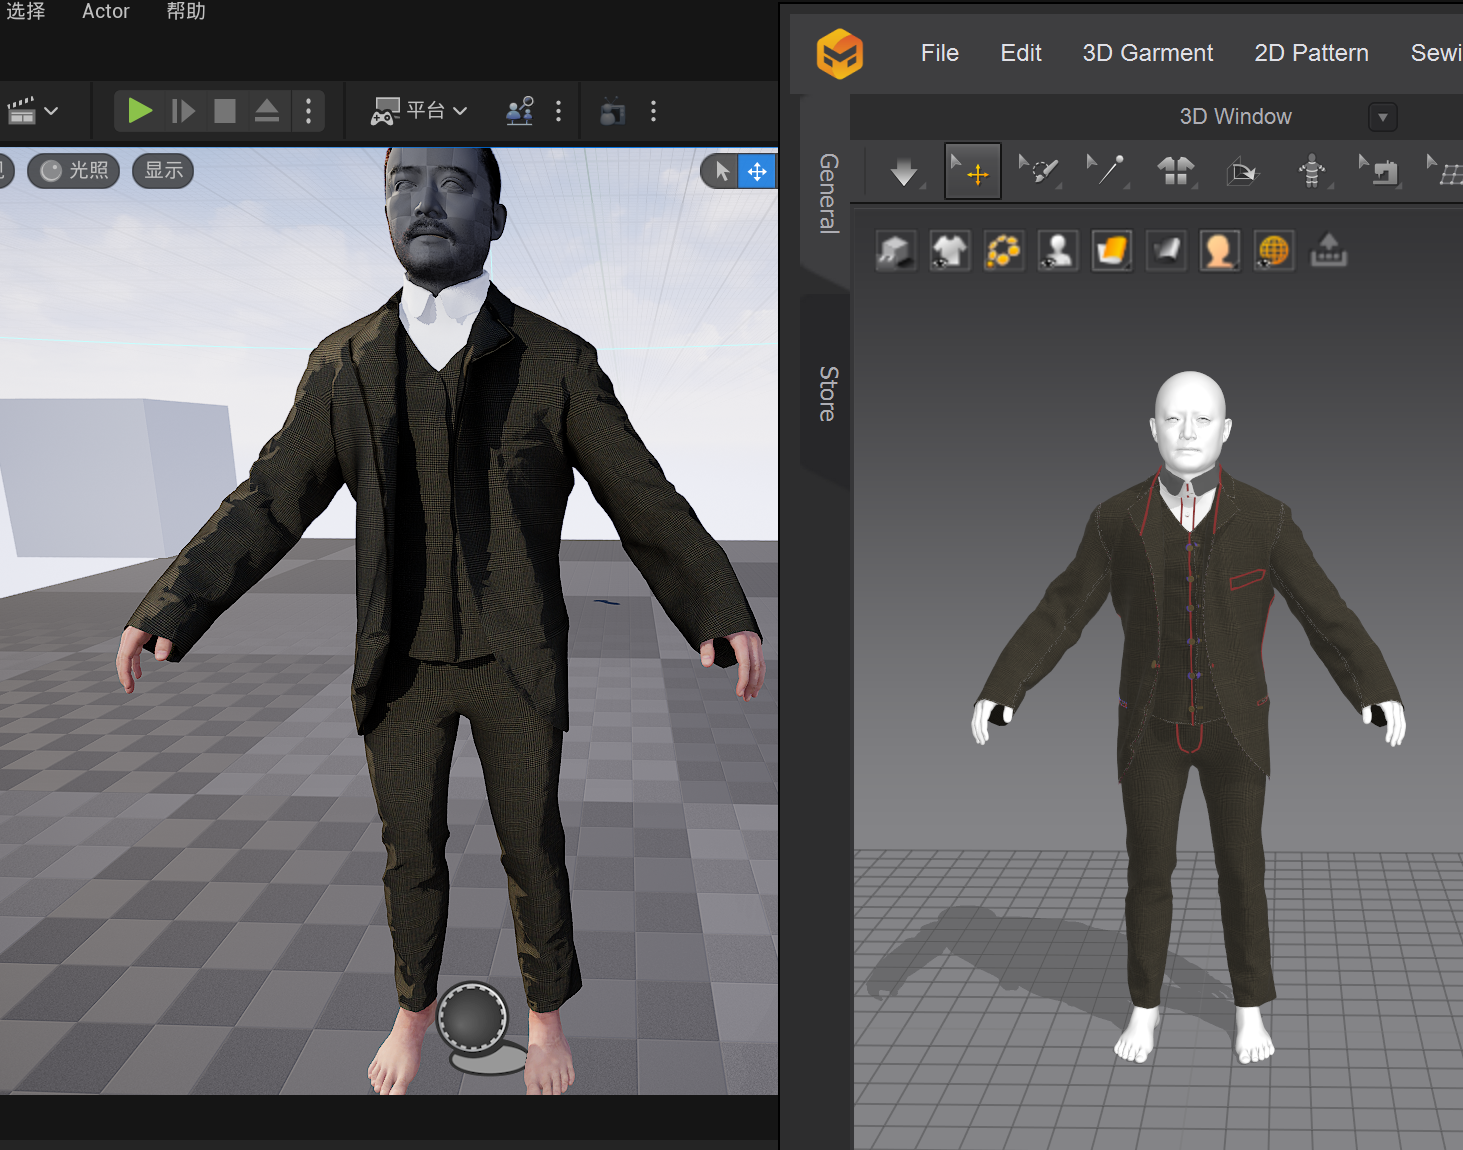 选择 Actor 帮助
平台
光照 显示
File Edit 3D Garment 2D Pattern
3D Window
General
Store